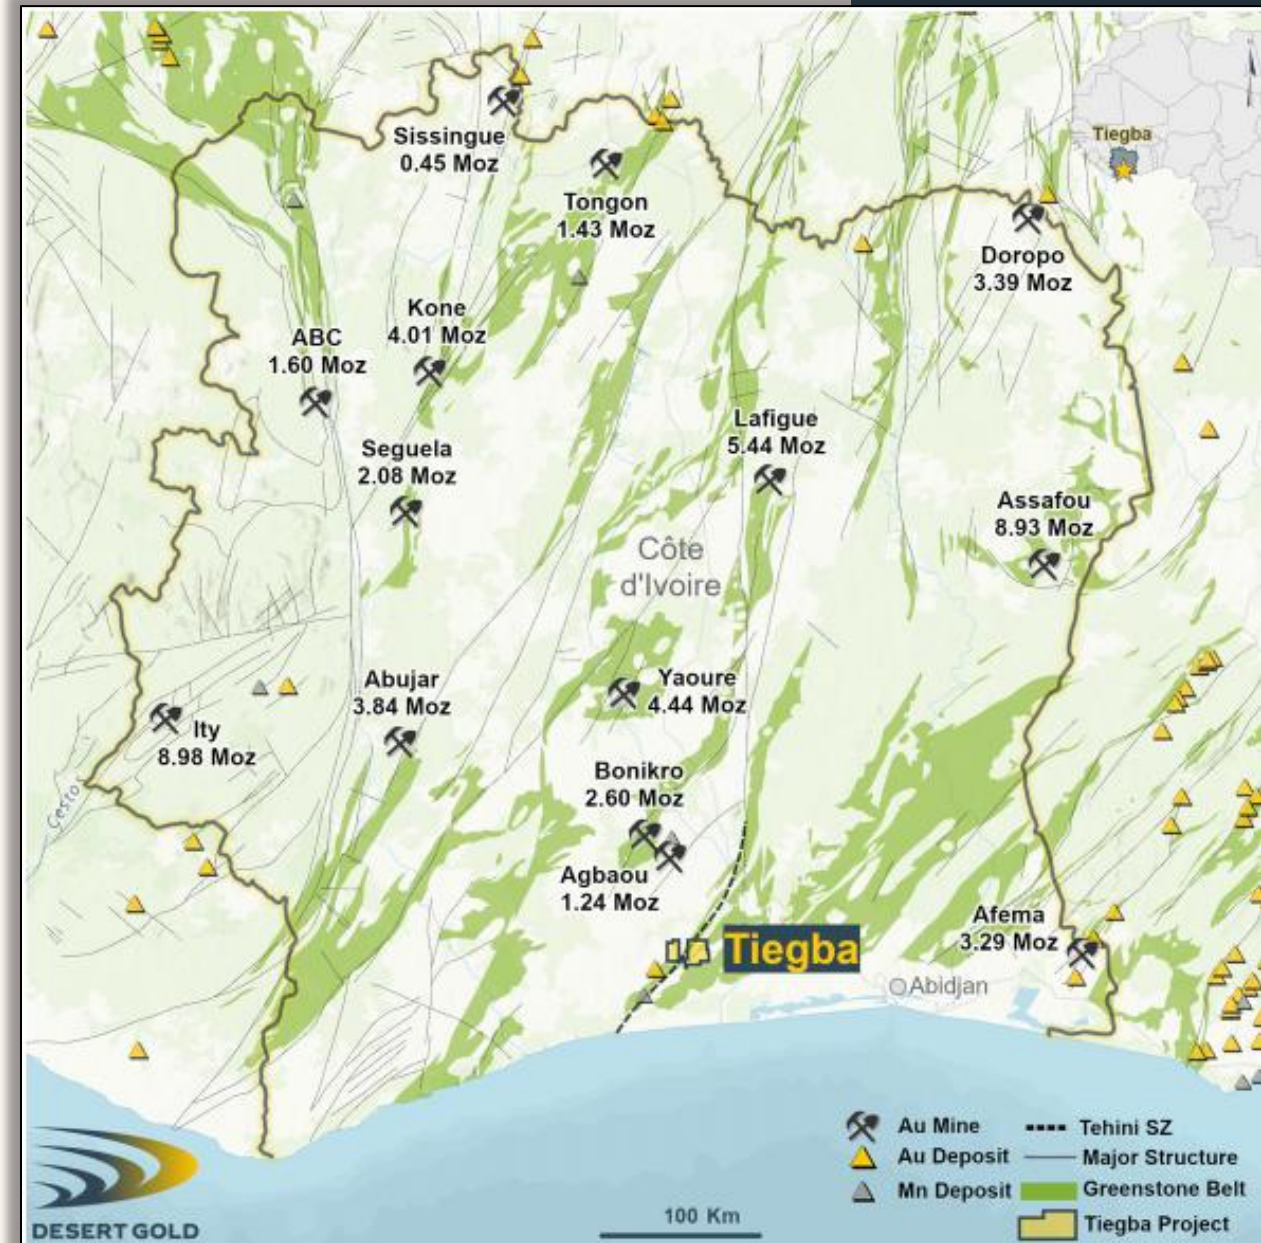 Tiegba
Sissingue
0.45 Moz
Tongon
1.43 Moz
Doropo
3.39 Moz
Kone
4.01 Moz
ABC
1.60 Moz
Lafigue
5.44 Moz
Seguela
2.08 Moz
Assafou
8.93 Moz
Côte
d'Ivoire
Abujar
3.84 Moz
Yaoure
4.44 Moz
Ity
8.98 Moz
Bonikro
2.60 Moz
Cesto
Agbaou
1.24 Moz
Afema
3.29 Moz
Tiegba
Abidjan
Au Mine
Tehini SZ
Au Deposit
Major Structure
Mn Deposit
Greenstone Belt
Tiegba Project
100 Km
DESERT GOLD